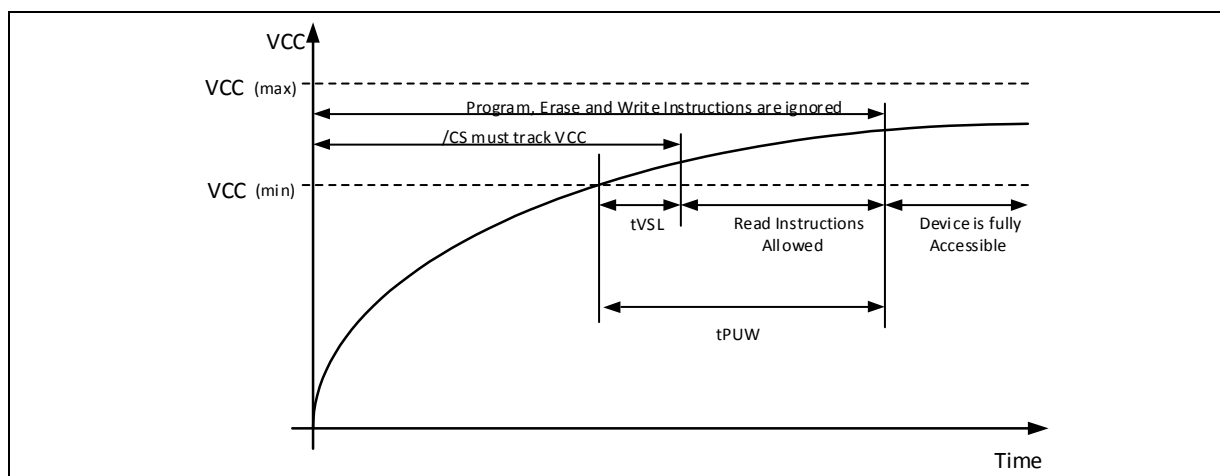 VCC
VCC (max)
Program, Erase and Write Instructions are ignored
/CS must track VCC
VCC (min)
tVSL
Read Instructions
Allowed
Device is fully
Accessible
tPUW
Time